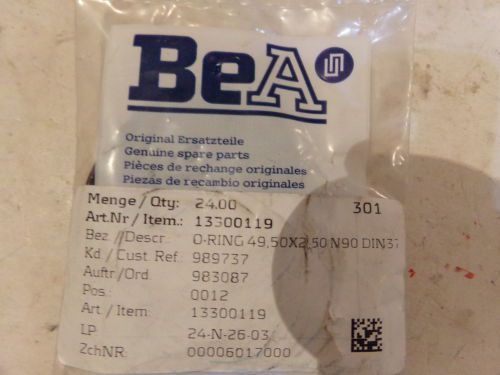 BeA
Original Ersatzteile
Genuine spare parts
Pièces de rechange originales
Piezas de recambio originales
Menge / Qty: 24.00 301
Art.Nr / Item.: 13300119
Bez. / Descr.: O-RING 49,50X2,50 N90 DIN37
Kd / Cust. Ref.: 989737
Auftr / Ord.: 983087
Pos.: 0012
Art. / Item: 13300119
LP 24-N-26-03
ZchNR: 00006017000